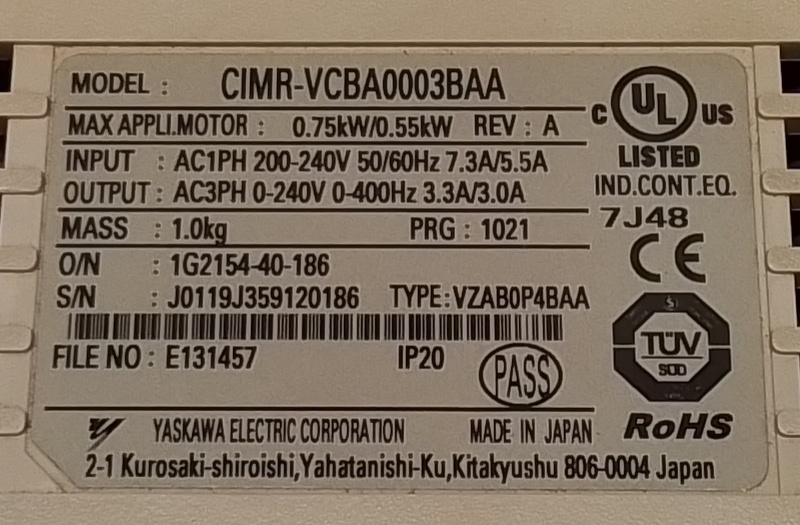 MODEL : CIMR-VCBA0003BAA
MAX APPLI.MOTOR : 0.75kW/0.55kW REV : A
INPUT : AC1PH 200-240V 50/60Hz 7.3A/5.5A
OUTPUT : AC3PH 0-240V 0-400Hz 3.3A/3.0A
MASS : 1.0kg PRG : 1021
O/N : 1G2154-40-186
S/N : J0119J359120186 TYPE:VZAB0P4BAA
FILE NO : E131457 IP20 PASS
YASKAWA ELECTRIC CORPORATION MADE IN JAPAN
2-1 Kurosaki-shiroishi,Yahatanishi-Ku,Kitakyushu 806-0004 Japan
C UL US
LISTED
IND.CONT.EQ.
7J48
CE
TÜV
SÜD
RoHS